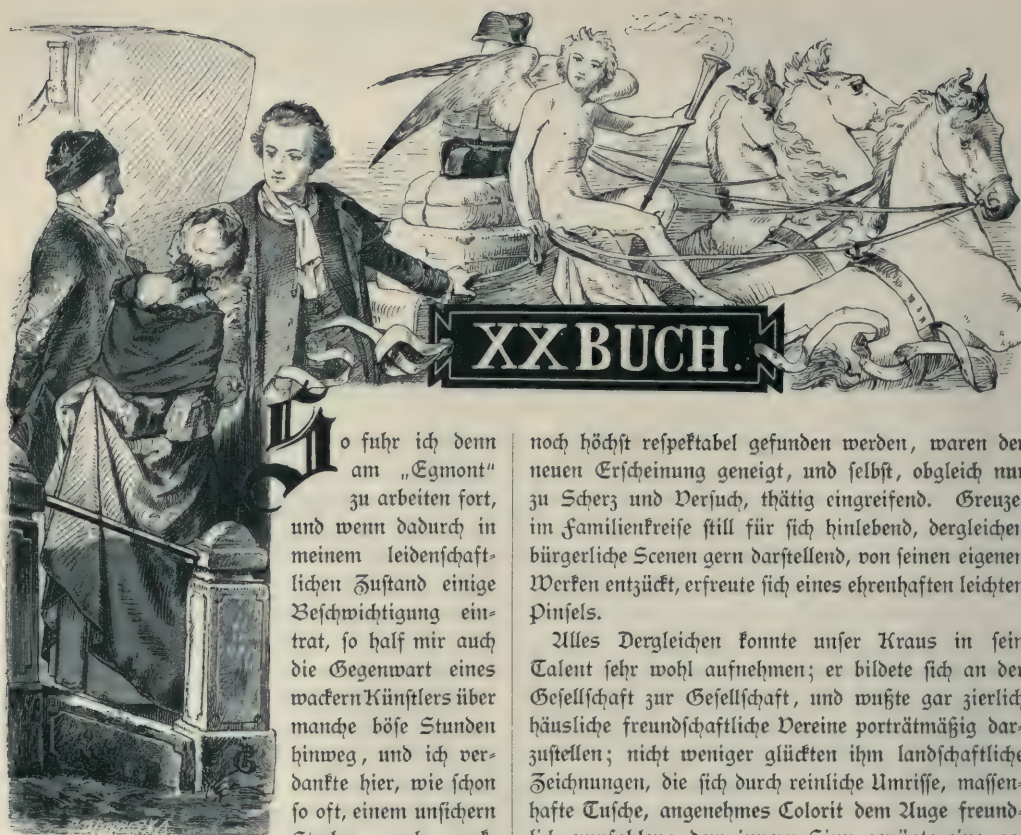 XX BUCH.
So fuhr ich denn
am „Egmont"
zu arbeiten fort,
und wenn dadurch in
meinem leidenschaft-
lichen Zustand einige
Beschwichtigung ein-
trat, so half mir auch
die Gegenwart eines
wackern Künstlers über
manche böse Stunden
hinweg, und ich ver-
dankte hier, wie schon
so oft, einem unsichern
noch höchst respektabel gefunden werden, waren der
neuen Erscheinung geneigt, und selbst, obgleich nur
zu Scherz und Versuch, thätig eingreifend. Greuze,
im Familienkreise still für sich hinlebend, dergleichen
bürgerliche Scenen gern darstellend, von seinen eigenen
Werken entzückt, erfreute sich eines ehrenhaften leichten
Pinsels.
Alles Dergleichen konnte unser Kraus in sein
Talent sehr wohl aufnehmen; er bildete sich an der
Gesellschaft zur Gesellschaft, und wußte gar zierlich
häusliche freundschaftliche Vereine porträtmäßig dar-
zustellen; nicht weniger glückten ihm landschaftliche
Zeichnungen, die sich durch reinliche Umrisse, massen-
hafte Tusche, angenehmes Colorit dem Auge freund-